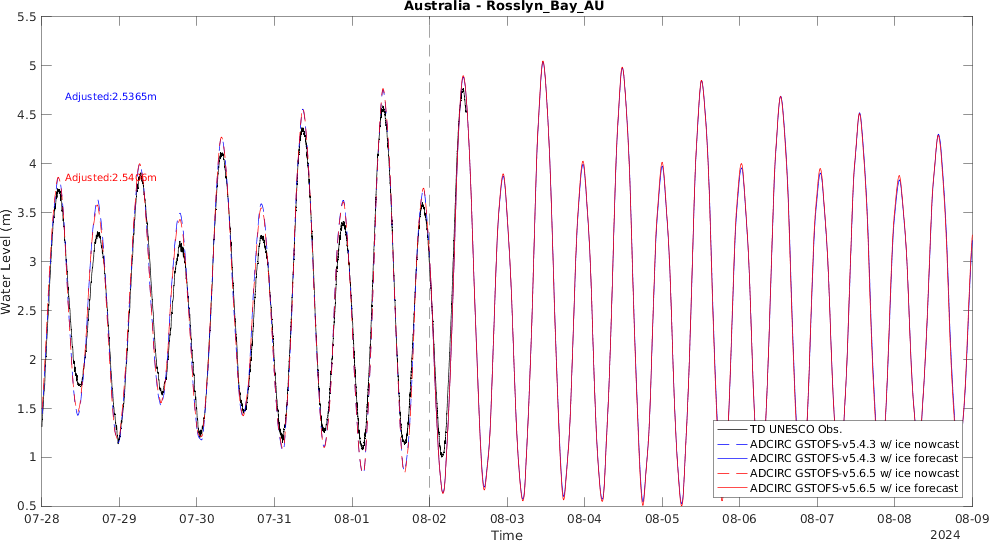 Australia - Rosslyn_Bay_AU
5.5
5
4.5
4
3.5
3
2.5
2
1.5
1
0.5
Water Level (m)
Adjusted:2.5365m
07-28
07-29
07-30
07-31
08-01
08-02
08-03
08-04
08-05
08-06
08-07
08-08
08-09
Time
2024
TD UNESCO Obs.
ADCIRC GSTOFS-v5.4.3 w/ ice nowcast
ADCIRC GSTOFS-v5.4.3 w/ ice forecast
ADCIRC GSTOFS-v5.6.5 w/ ice nowcast
ADCIRC GSTOFS-v5.6.5 w/ ice forecast